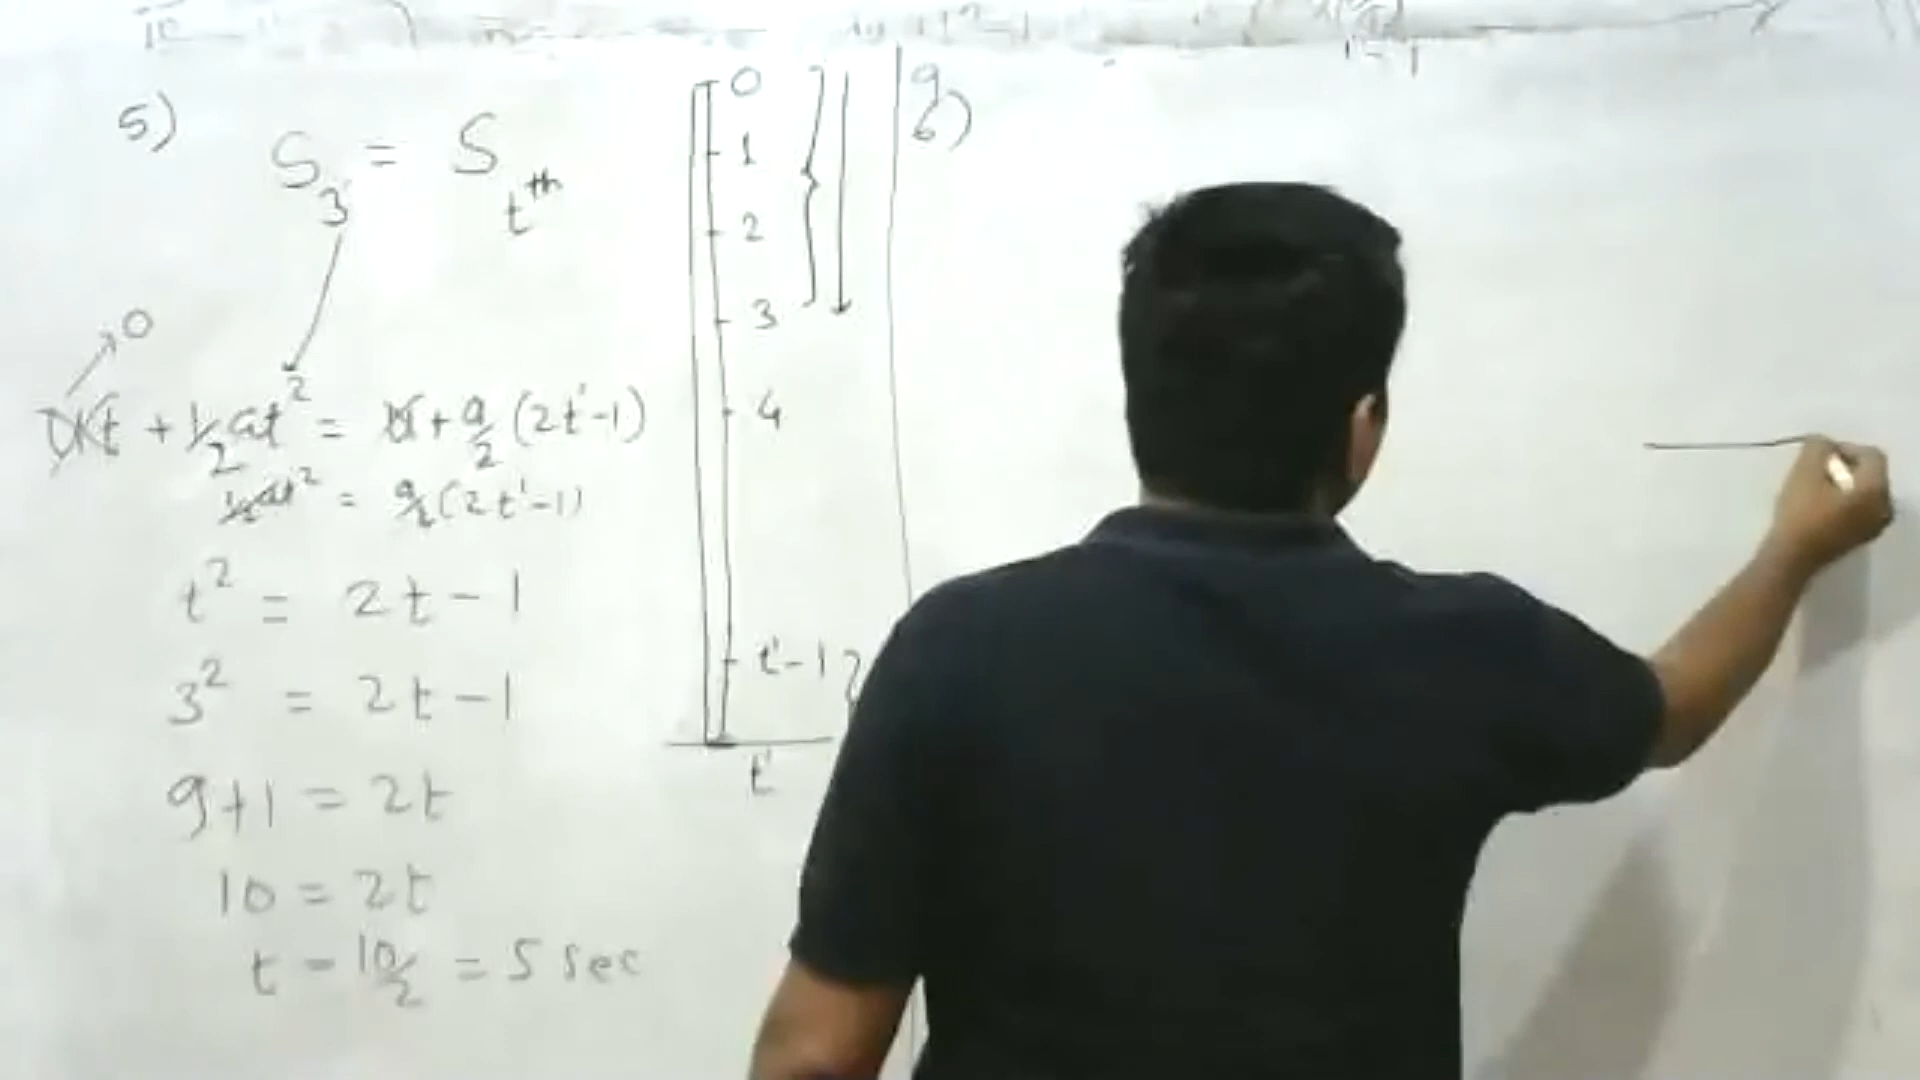 5)
S₃ = S t^th
0
ut + ½at² = u + a/2 (2t'-1)
½at² = a/2 (2t'-1)
t² = 2t - 1
3² = 2t - 1
9+1 = 2t
10 = 2t
t = 10/2 = 5 sec
0
1
2
3
4
t'-1
t'
6)